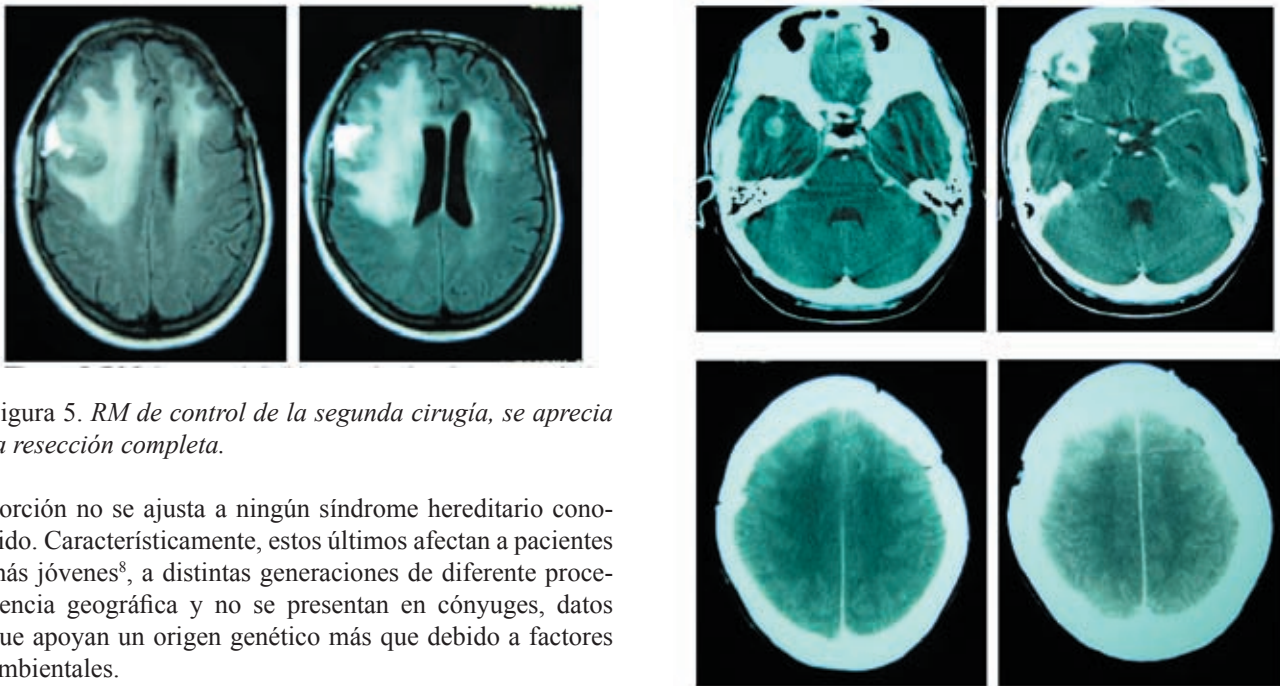 igura 5. RM de control de la segunda cirugía, se aprecia
a resección completa.
orción no se ajusta a ningún síndrome hereditario cono-
ido. Característicamente, estos últimos afectan a pacientes
nás jóvenes⁸, a distintas generaciones de diferente proce-
encia geográfica y no se presentan en cónyuges, datos
ue apoyan un origen genético más que debido a factores
mbientales.